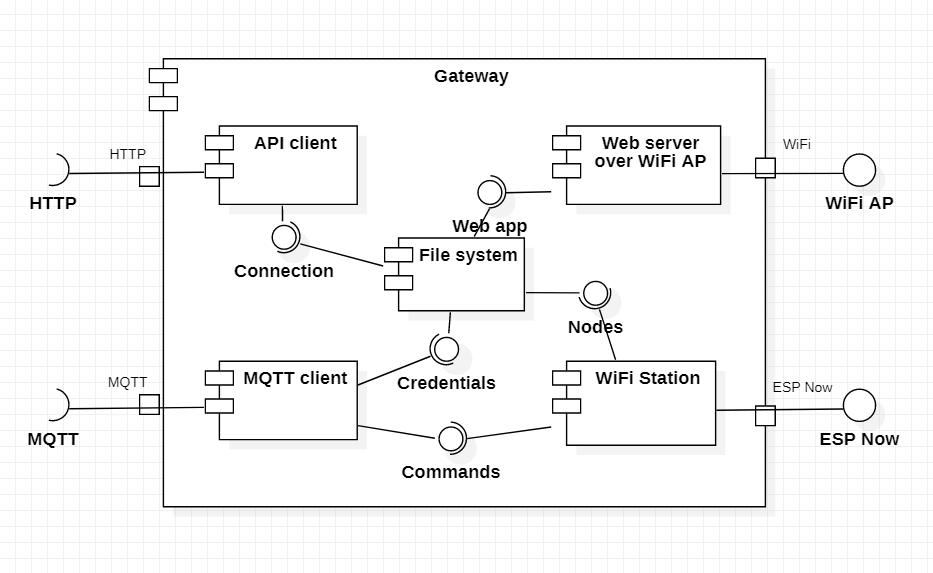 Gateway
API client
Web server
over WiFi AP
HTTP
WiFi
HTTP
WiFi AP
Web app
File system
Connection
Nodes
MQTT client
WiFi Station
Credentials
MQTT
ESP Now
MQTT
ESP Now
Commands